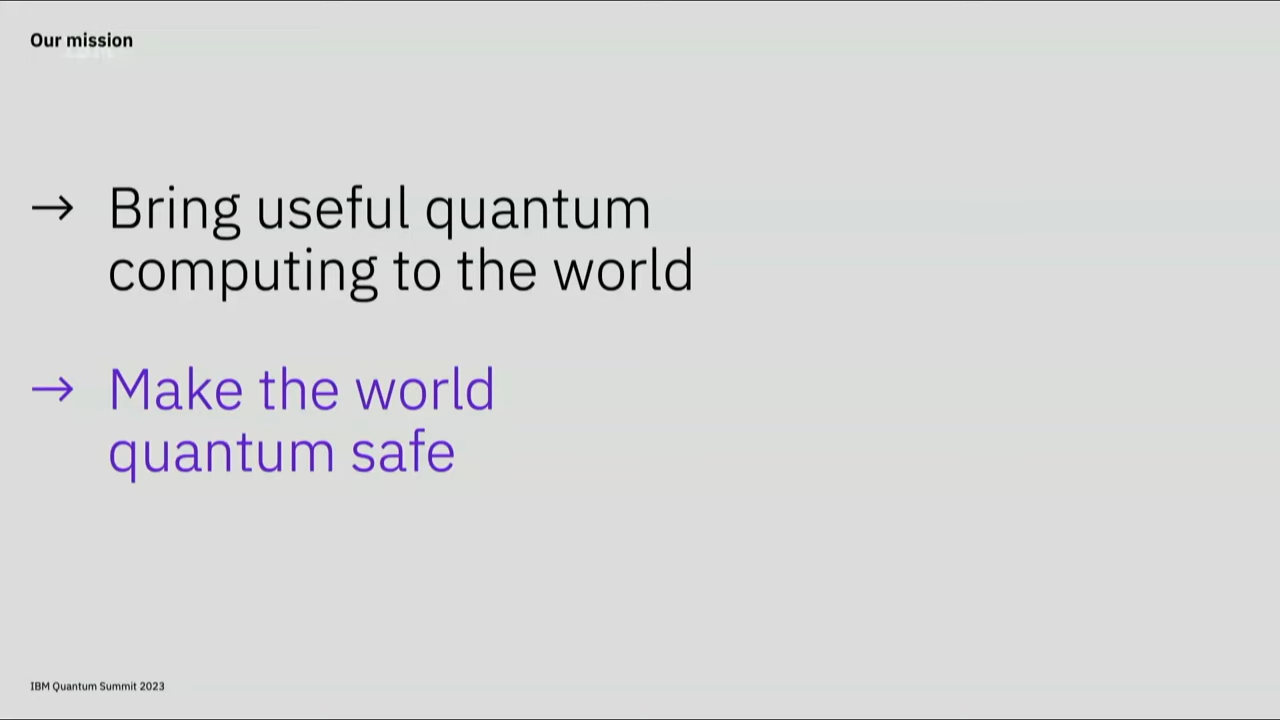 Our mission
→ Bring useful quantum
computing to the world
→ Make the world
quantum safe
IBM Quantum Summit 2023